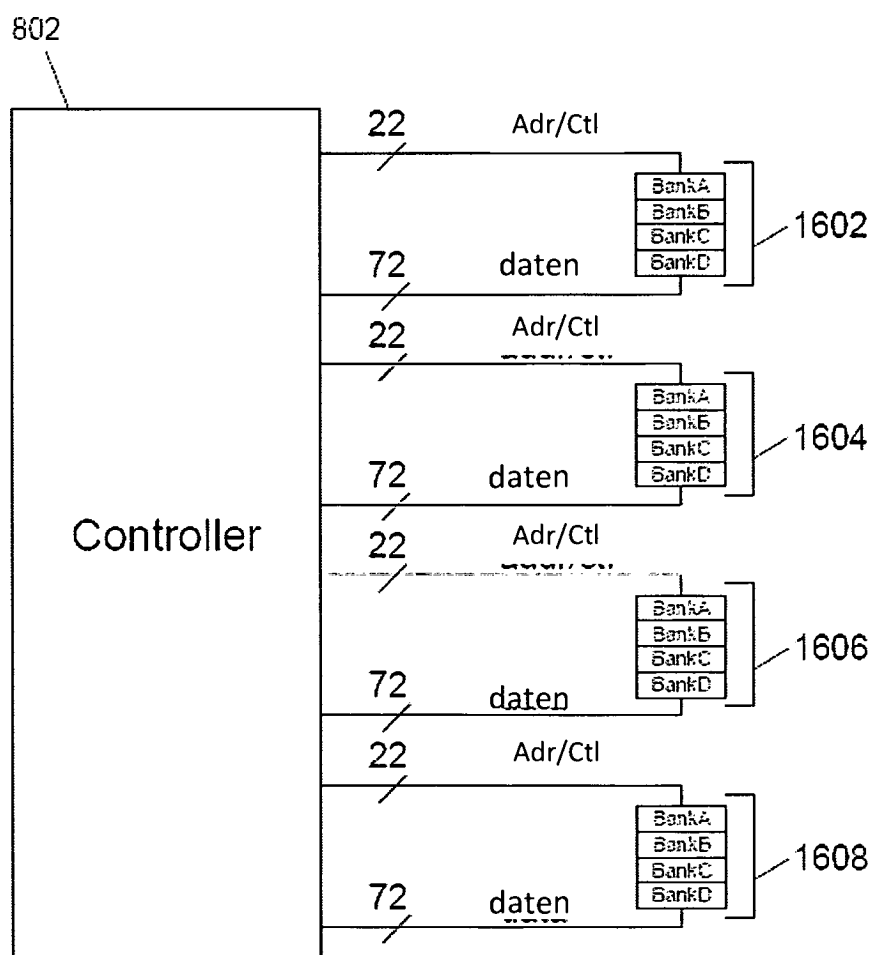 802
22 Adr/Ctl
BankA
BankB
BankC
BankD
1602
72 daten
22 Adr/Ctl
BankA
BankB
BankC
BankD
1604
72 daten
Controller
22 Adr/Ctl
BankA
BankB
BankC
BankD
1606
72 daten
22 Adr/Ctl
BankA
BankB
BankC
BankD
1608
72 daten